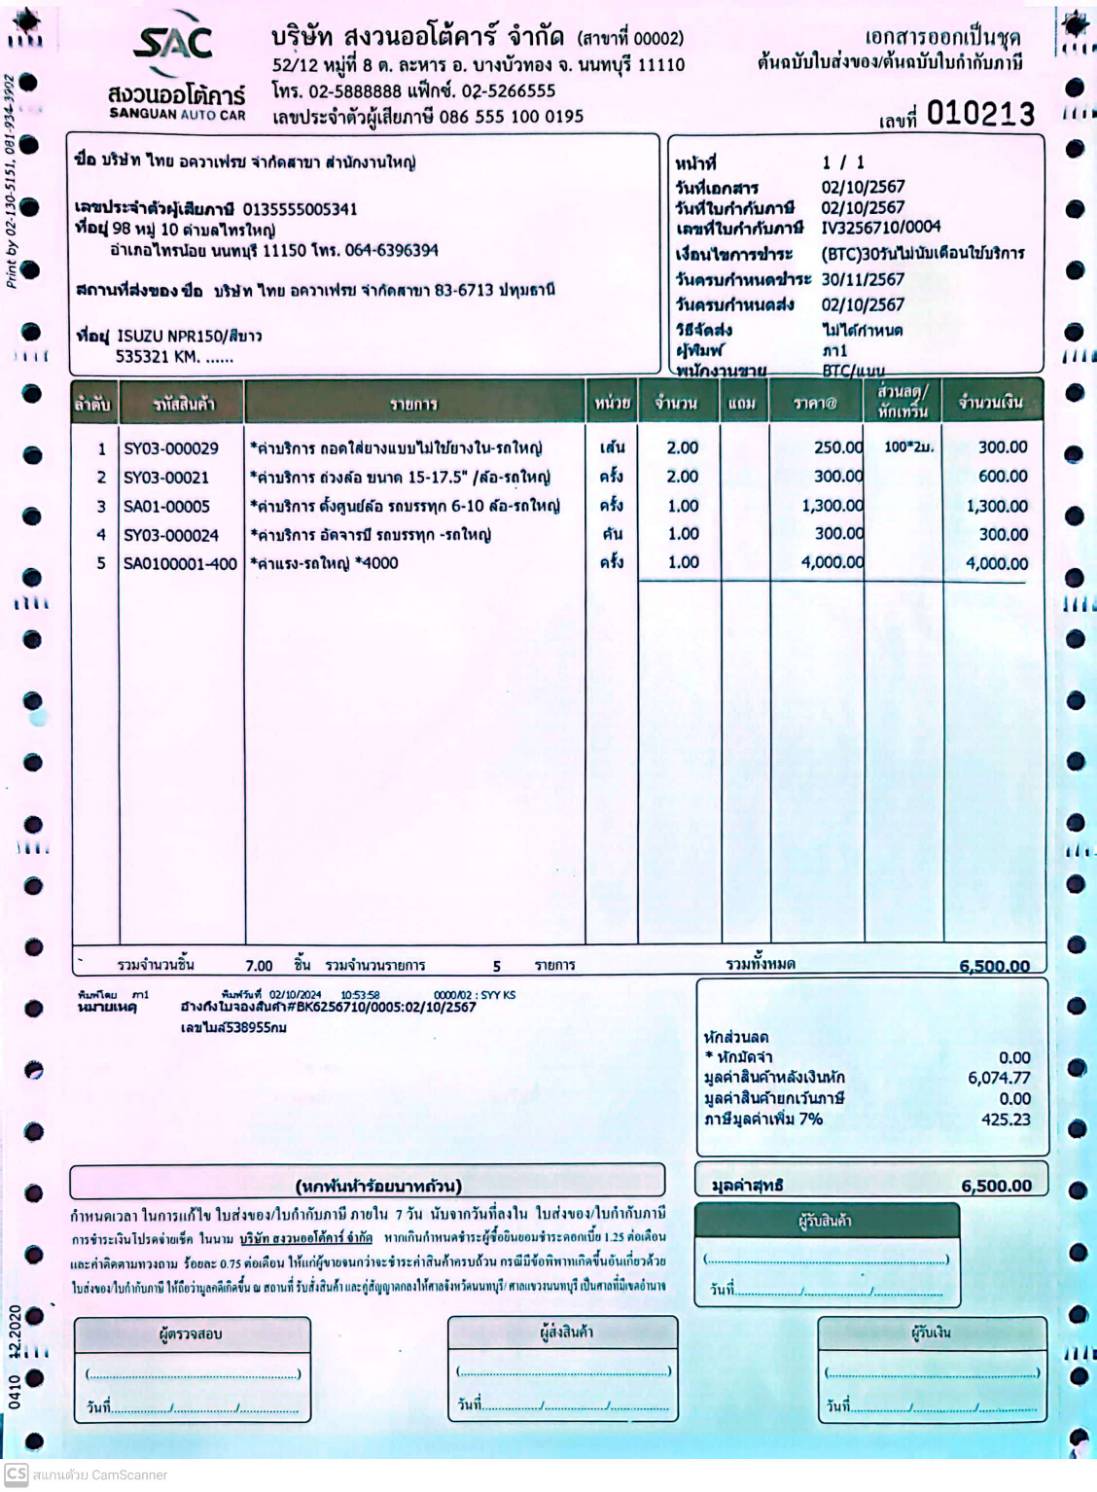 SAC
สงวนออโต้คาร์
SANGUAN AUTO CAR
บริษัท สงวนออโต้คาร์ จำกัด (สาขาที่ 00002)
52/12 หมู่ที่ 8 ต. ละหาร อ. บางบัวทอง จ. นนทบุรี 11110
โทร. 02-5888888 แฟ็กซ์. 02-5266555
เลขประจำตัวผู้เสียภาษี 086 555 100 0195
เอกสารออกเป็นชุด
ต้นฉบับใบส่งของ/ต้นฉบับใบกำกับภาษี
เลขที่ 010213
Print by 02-130-5151, 081-934-3902
ชื่อ บริษัท ไทย อควาเฟรช จำกัดสาขา สำนักงานใหญ่
เลขประจำตัวผู้เสียภาษี 0135555005341
ที่อยู่ 98 หมู่ 10 ตำบลไทรใหญ่
อำเภอไทรน้อย นนทบุรี 11150 โทร. 064-6396394
สถานที่ส่งของ ชื่อ บริษัท ไทย อควาเฟรช จำกัดสาขา 83-6713 ปทุมธานี
ที่อยู่ ISUZU NPR150/สีขาว
535321 KM. ......
หน้าที่ 1 / 1
วันที่เอกสาร 02/10/2567
วันที่ใบกำกับภาษี 02/10/2567
เลขที่ใบกำกับภาษี IV3256710/0004
เงื่อนไขการชำระ (BTC)30วันไม่นับเดือนใช้บริการ
วันครบกำหนดชำระ 30/11/2567
วันครบกำหนดส่ง 02/10/2567
วิธีจัดส่ง ไม่ได้กำหนด
ผู้พิมพ์ ภา1
พนักงานขาย BTC/แนน
ลำดับ รหัสสินค้า รายการ หน่วย จำนวน แถม ราคา@ ส่วนลด/หักเทริ์น จำนวนเงิน
1 SY03-000029 *ค่าบริการ ถอดใส่ยางแบบไม่ใช้ยางใน-รถใหญ่ เส้น 2.00 250.00 100*2ม. 300.00
2 SY03-00021 *ค่าบริการ ถ่วงล้อ ขนาด 15-17.5" /ล้อ-รถใหญ่ ครั้ง 2.00 300.00 600.00
3 SA01-00005 *ค่าบริการ ตั้งศูนย์ล้อ รถบรรทุก 6-10 ล้อ-รถใหญ่ ครั้ง 1.00 1,300.00 1,300.00
4 SY03-000024 *ค่าบริการ อัดจารบี รถบรรทุก -รถใหญ่ คัน 1.00 300.00 300.00
5 SA0100001-400 *ค่าแรง-รถใหญ่ *4000 ครั้ง 1.00 4,000.00 4,000.00
รวมจำนวนชิ้น 7.00 ชิ้น รวมจำนวนรายการ 5 รายการ รวมทั้งหมด 6,500.00
พิมพ์โดย ภา1 พิมพ์วันที่ 02/10/2024 10:53:58 0000/02 : SYY KS
หมายเหตุ อ้างถึงใบจองสินค้า#BK6256710/0005:02/10/2567
เลขไมล์538955กม
หักส่วนลด
* หักมัดจำ 0.00
มูลค่าสินค้าหลังเงินหัก 6,074.77
มูลค่าสินค้ายกเว้นภาษี 0.00
ภาษีมูลค่าเพิ่ม 7% 425.23
(หกพันห้าร้อยบาทถ้วน)
มูลค่าสุทธิ 6,500.00
กำหนดเวลา ในการแก้ไข ใบส่งของ/ใบกำกับภาษี ภายใน 7 วัน นับจากวันที่ลงใน ใบส่งของ/ใบกำกับภาษี
การชำระเงินโปรดจ่ายเช็ค ในนาม บริษัท สงวนออโต้คาร์ จำกัด หากเกินกำหนดชำระผู้ซื้อยินยอมชำระดอกเบี้ย 1.25 ต่อเดือน
และค่าติดตามทวงถาม ร้อยละ 0.75 ต่อเดือน ให้แก่ผู้ขายจนกว่าจะชำระค่าสินค้าครบถ้วน กรณีมีข้อพิพาทเกิดขึ้นอันเกี่ยวด้วย
ใบส่งของ/ใบกำกับภาษี ให้ถือว่ามูลคดีเกิดขึ้น ณ สถานที่ รับสั่งสินค้า และคู่สัญญาตกลงให้ศาลจังหวัดนนทบุรี/ ศาลแขวงนนทบุรี เป็นศาลที่มีเขตอำนาจ
ผู้รับสินค้า
(..............................)
วันที่............/............/............
ผู้ตรวจสอบ ผู้ส่งสินค้า ผู้รับเงิน
(..............................) (..............................) (..............................)
วันที่............/............/............ วันที่............/............/............ วันที่............/............/............
0410 12.2020
CS สแกนด้วย CamScanner